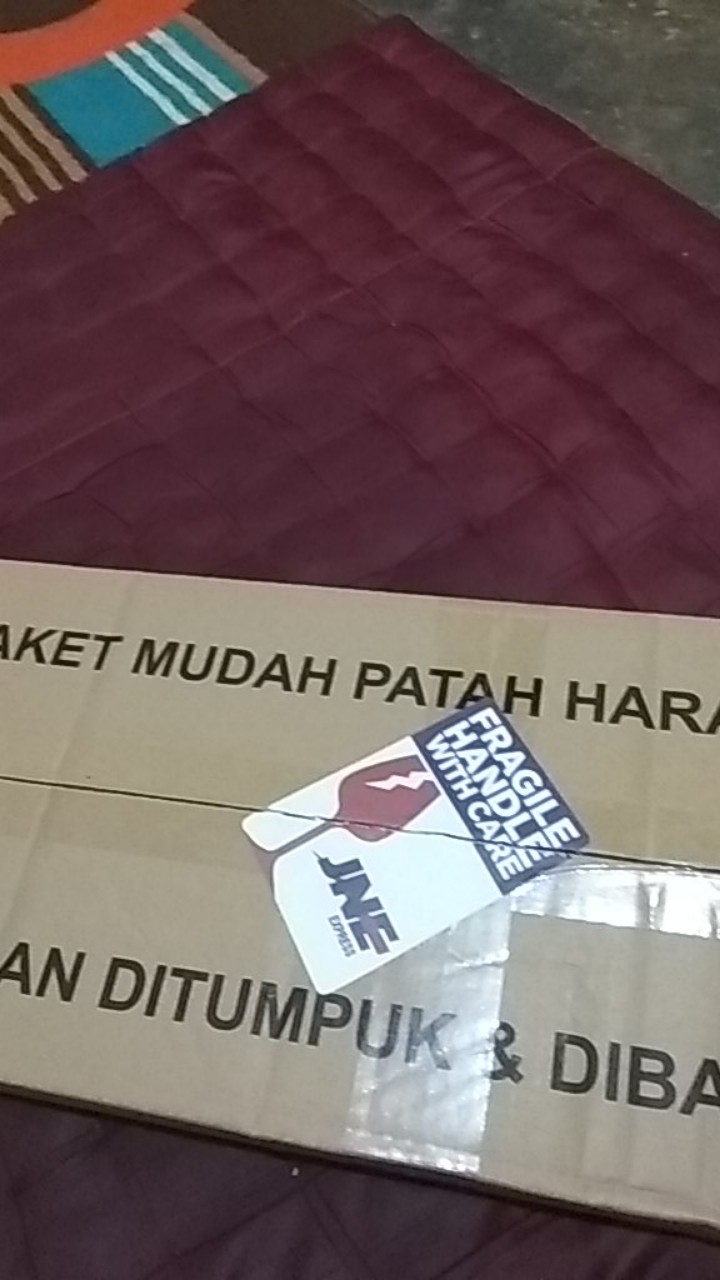 AKET MUDAH PATAH HARA
FRAGILE
HANDLE
WITH CARE
JNE
EXPRESS
AN DITUMPUK & DIBA